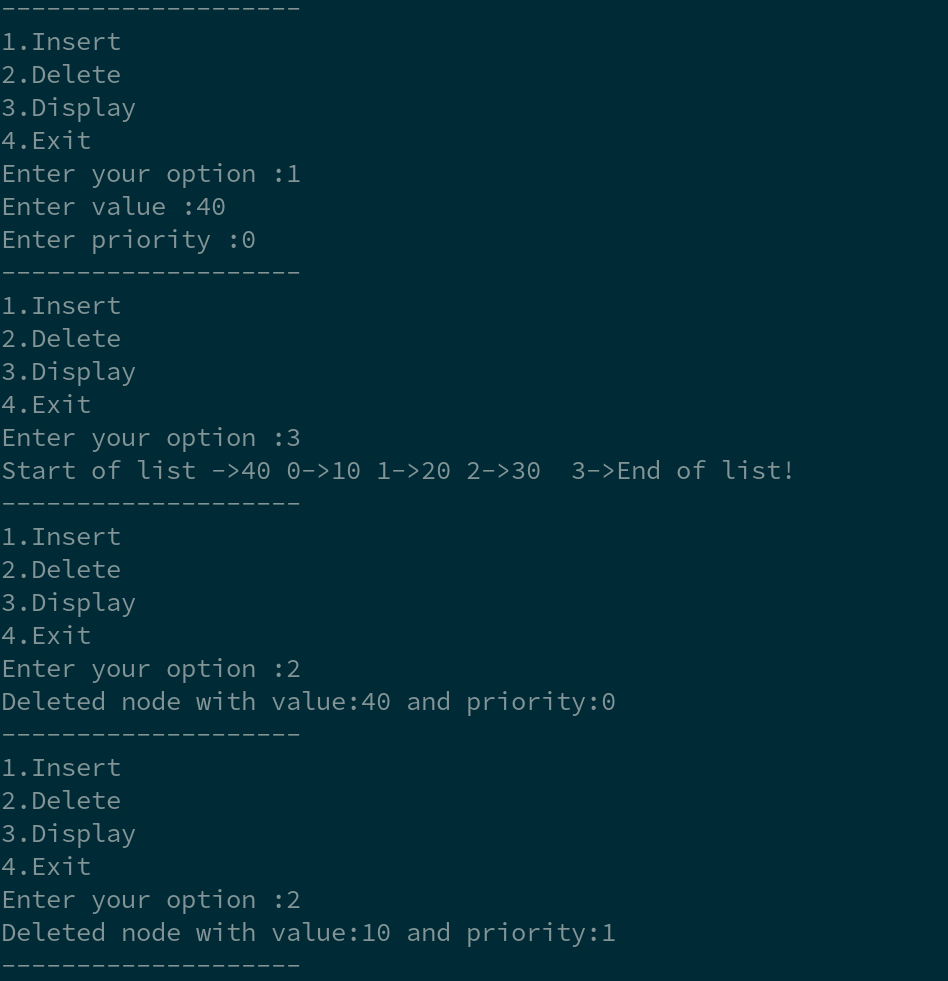 --------------------
1.Insert
2.Delete
3.Display
4.Exit
Enter your option :1
Enter value :40
Enter priority :0
--------------------
1.Insert
2.Delete
3.Display
4.Exit
Enter your option :3
Start of list ->40 0->10 1->20 2->30  3->End of list!
--------------------
1.Insert
2.Delete
3.Display
4.Exit
Enter your option :2
Deleted node with value:40 and priority:0
--------------------
1.Insert
2.Delete
3.Display
4.Exit
Enter your option :2
Deleted node with value:10 and priority:1
--------------------